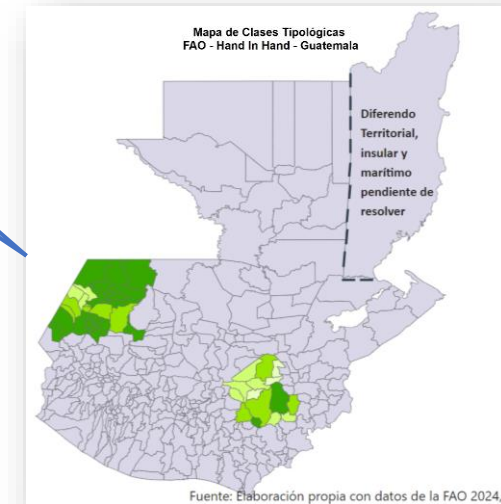 Mapa de Clases Tipológicas
FAO - Hand In Hand - Guatemala
Diferendo
Territorial,
insular y
marítimo
pendiente de
resolver
Fuente: Elaboración propia con datos de la FAO 2024.